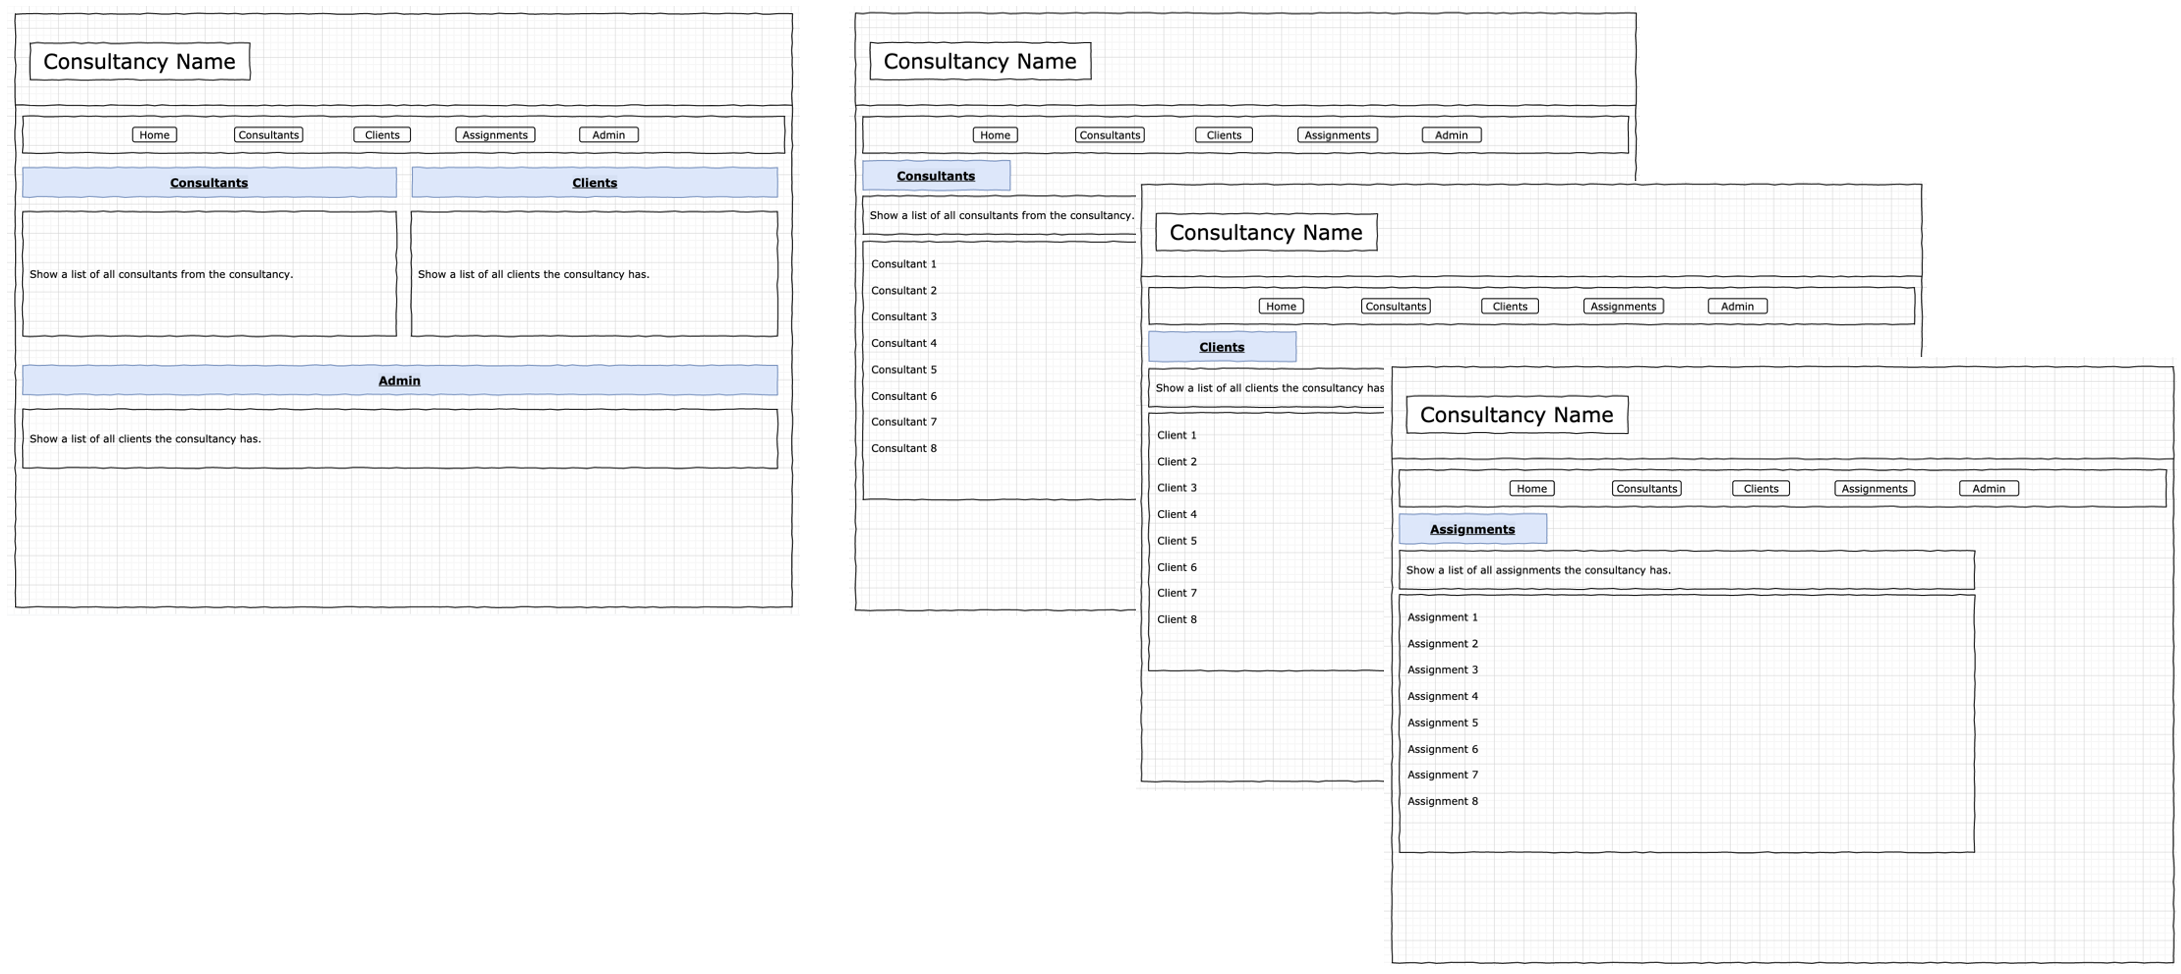 Consultancy Name
Home Consultants Clients Assignments Admin
Consultants Clients
Show a list of all consultants from the consultancy. Show a list of all clients the consultancy has.
Admin
Show a list of all clients the consultancy has.
Consultancy Name
Home Consultants Clients Assignments Admin
Consultants
Show a list of all consultants from the consultancy.
Consultant 1
Consultant 2
Consultant 3
Consultant 4
Consultant 5
Consultant 6
Consultant 7
Consultant 8
Consultancy Name
Home Consultants Clients Assignments Admin
Clients
Show a list of all clients the consultancy has
Client 1
Client 2
Client 3
Client 4
Client 5
Client 6
Client 7
Client 8
Consultancy Name
Home Consultants Clients Assignments Admin
Assignments
Show a list of all assignments the consultancy has.
Assignment 1
Assignment 2
Assignment 3
Assignment 4
Assignment 5
Assignment 6
Assignment 7
Assignment 8